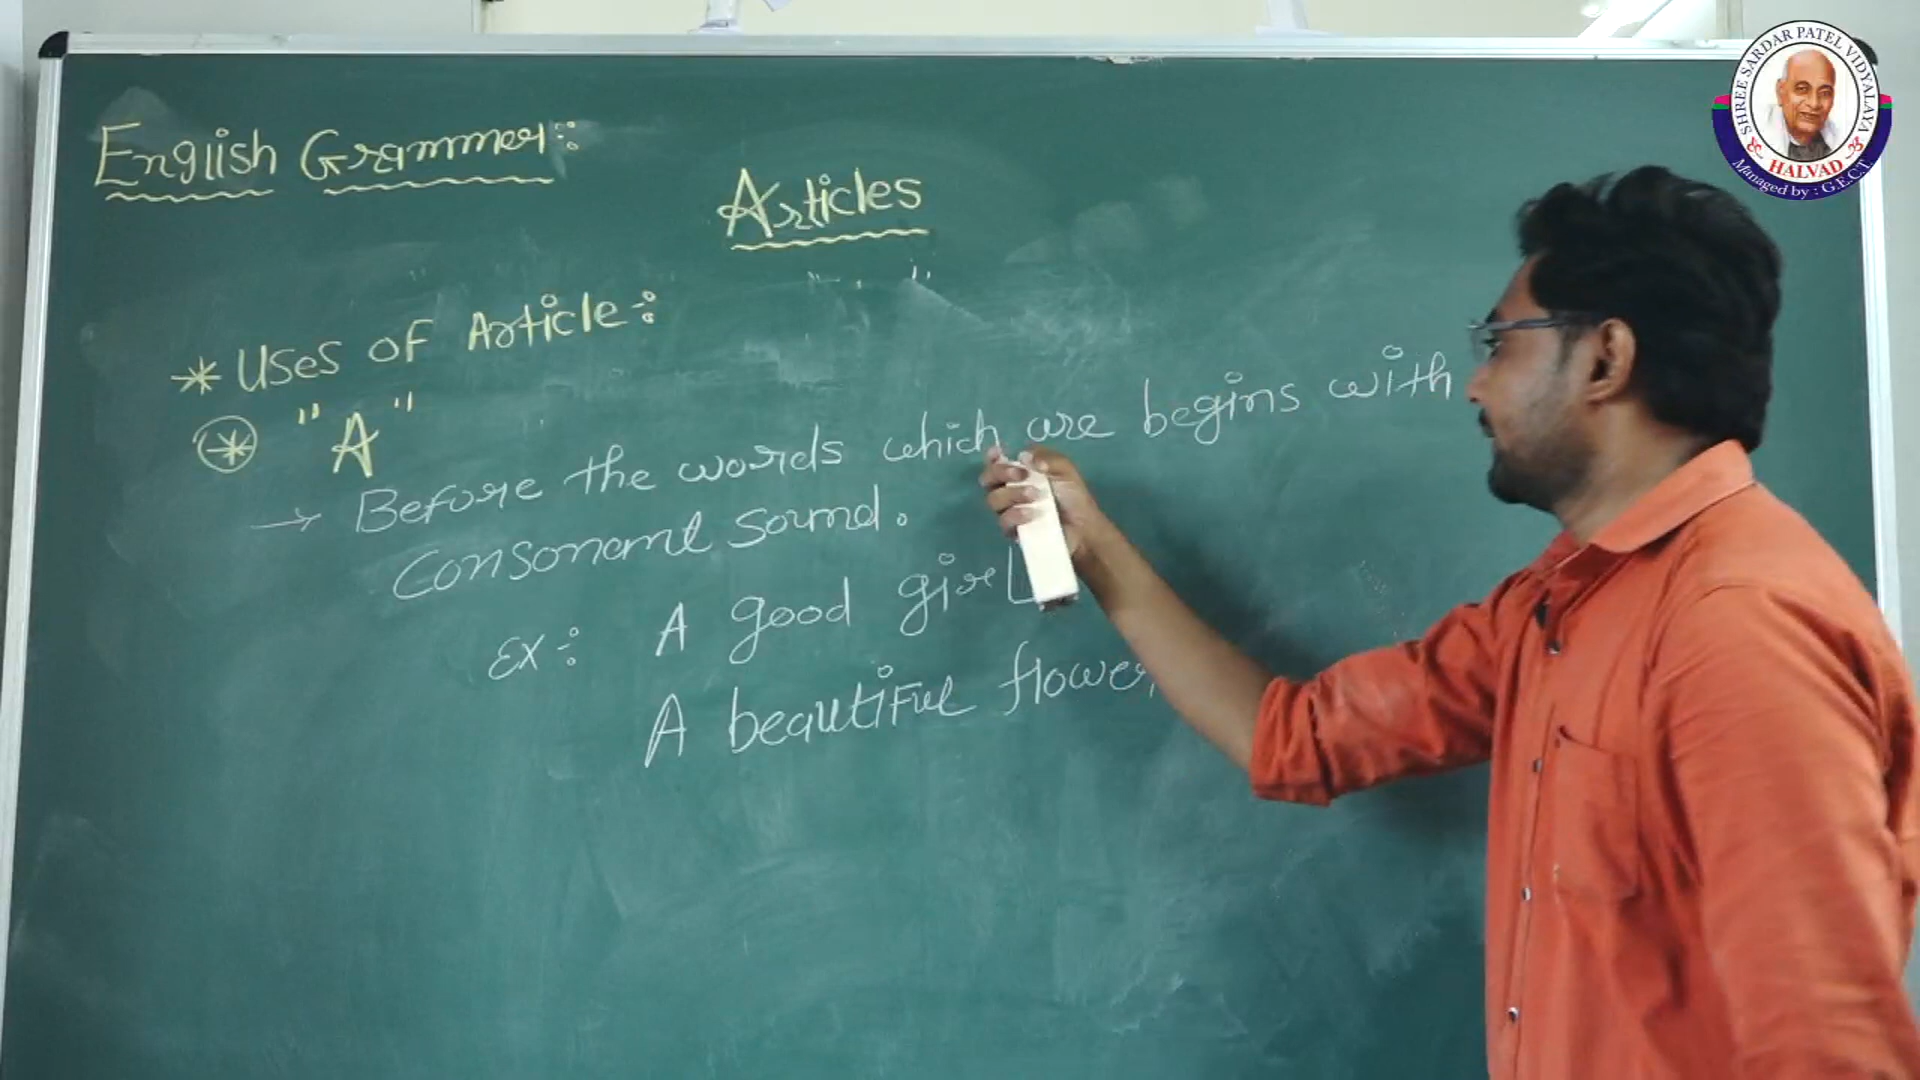 English Grammer:
Articles
* Uses of Article:
* "A"
→ Before the words which are begins with
consonant sound.
Ex: A good girl
A beautiful flower
SHREE SARDAR PATEL VIDYALAYA
HALVAD
Managed by : G.E.C.T.